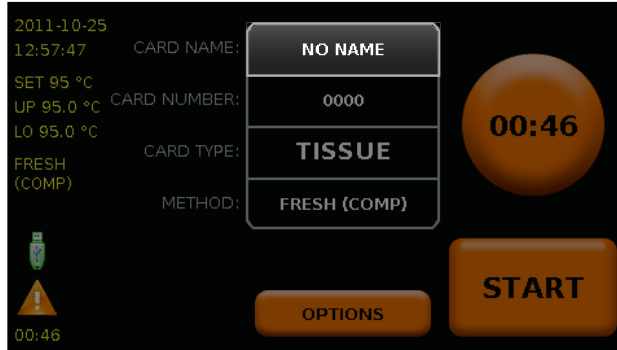 2011-10-25
12:57:47
SET 95 °C
UP 95.0 °C
LO 95.0 °C
FRESH
(COMP)
00:46
CARD NAME: NO NAME
CARD NUMBER: 0000
CARD TYPE: TISSUE
METHOD: FRESH (COMP)
OPTIONS
00:46
START